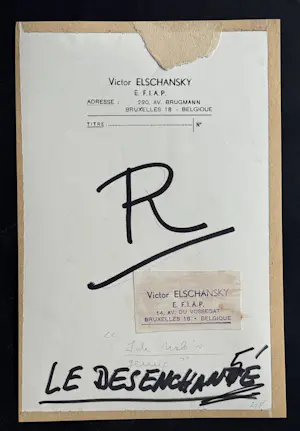 Victor ELSCHANSKY
E.F.I.A.P.
ADRESSE : 290, AV. BRUGMANN
BRUXELLES 18 - BELGIQUE
TITRE N°
R
Victor ELSCHANSKY
E.F.I.A.P.
14, AV. DU VOSSEGAT
BRUXELLES 18 • BELGIQUE
LE DESENCHANTÉ